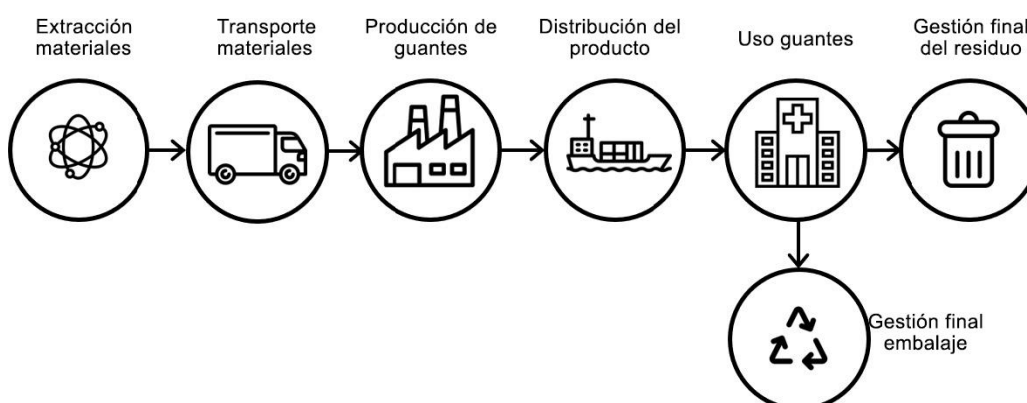 Extracción
materiales
Transporte
materiales
Producción de
guantes
Distribución del
producto
Uso guantes
Gestión final
del residuo
Gestión final
embalaje